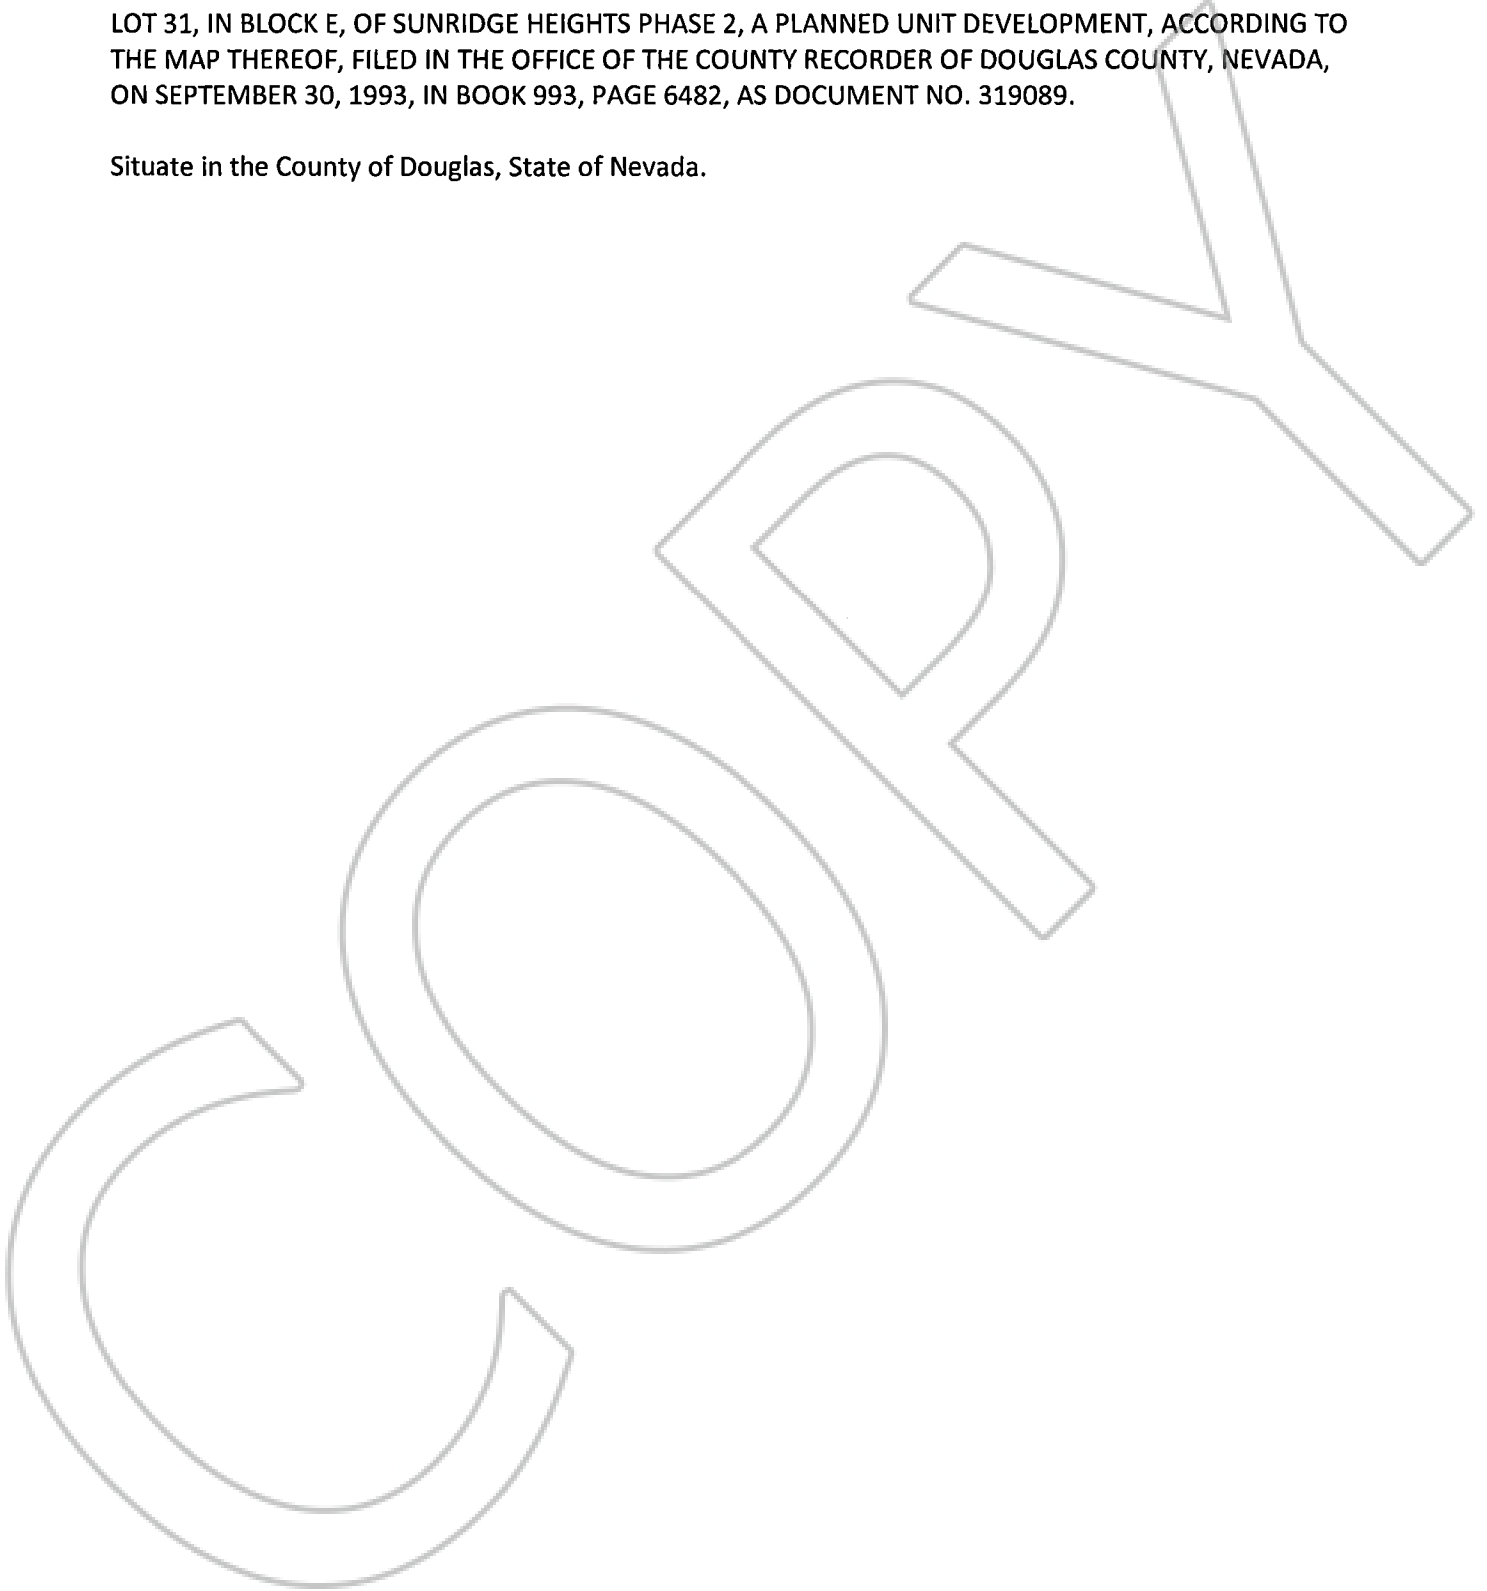 LOT 31, IN BLOCK E, OF SUNRIDGE HEIGHTS PHASE 2, A PLANNED UNIT DEVELOPMENT, ACCORDING TO
THE MAP THEREOF, FILED IN THE OFFICE OF THE COUNTY RECORDER OF DOUGLAS COUNTY, NEVADA,
ON SEPTEMBER 30, 1993, IN BOOK 993, PAGE 6482, AS DOCUMENT NO. 319089.
Situate in the County of Douglas, State of Nevada.
COPY